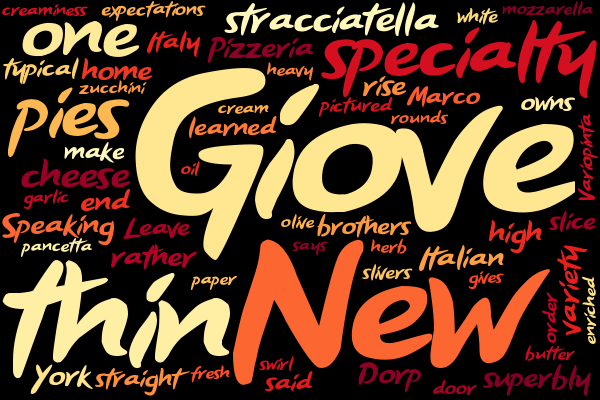 creaminess expectations stracciatella white mozzarella
one Italy Pizzeria specialty
typical home heavy
zucchini rise Marco
pies cream pictured owns
learned rounds
make Giove Variopinta
cheese oil
garlic end
Speaking Leave olive brothers high slice
pancetta rather says herb Italian
paper slivers gives variety enriched
thin New order
butter
York straight fresh swirl Dorp superbly
said door